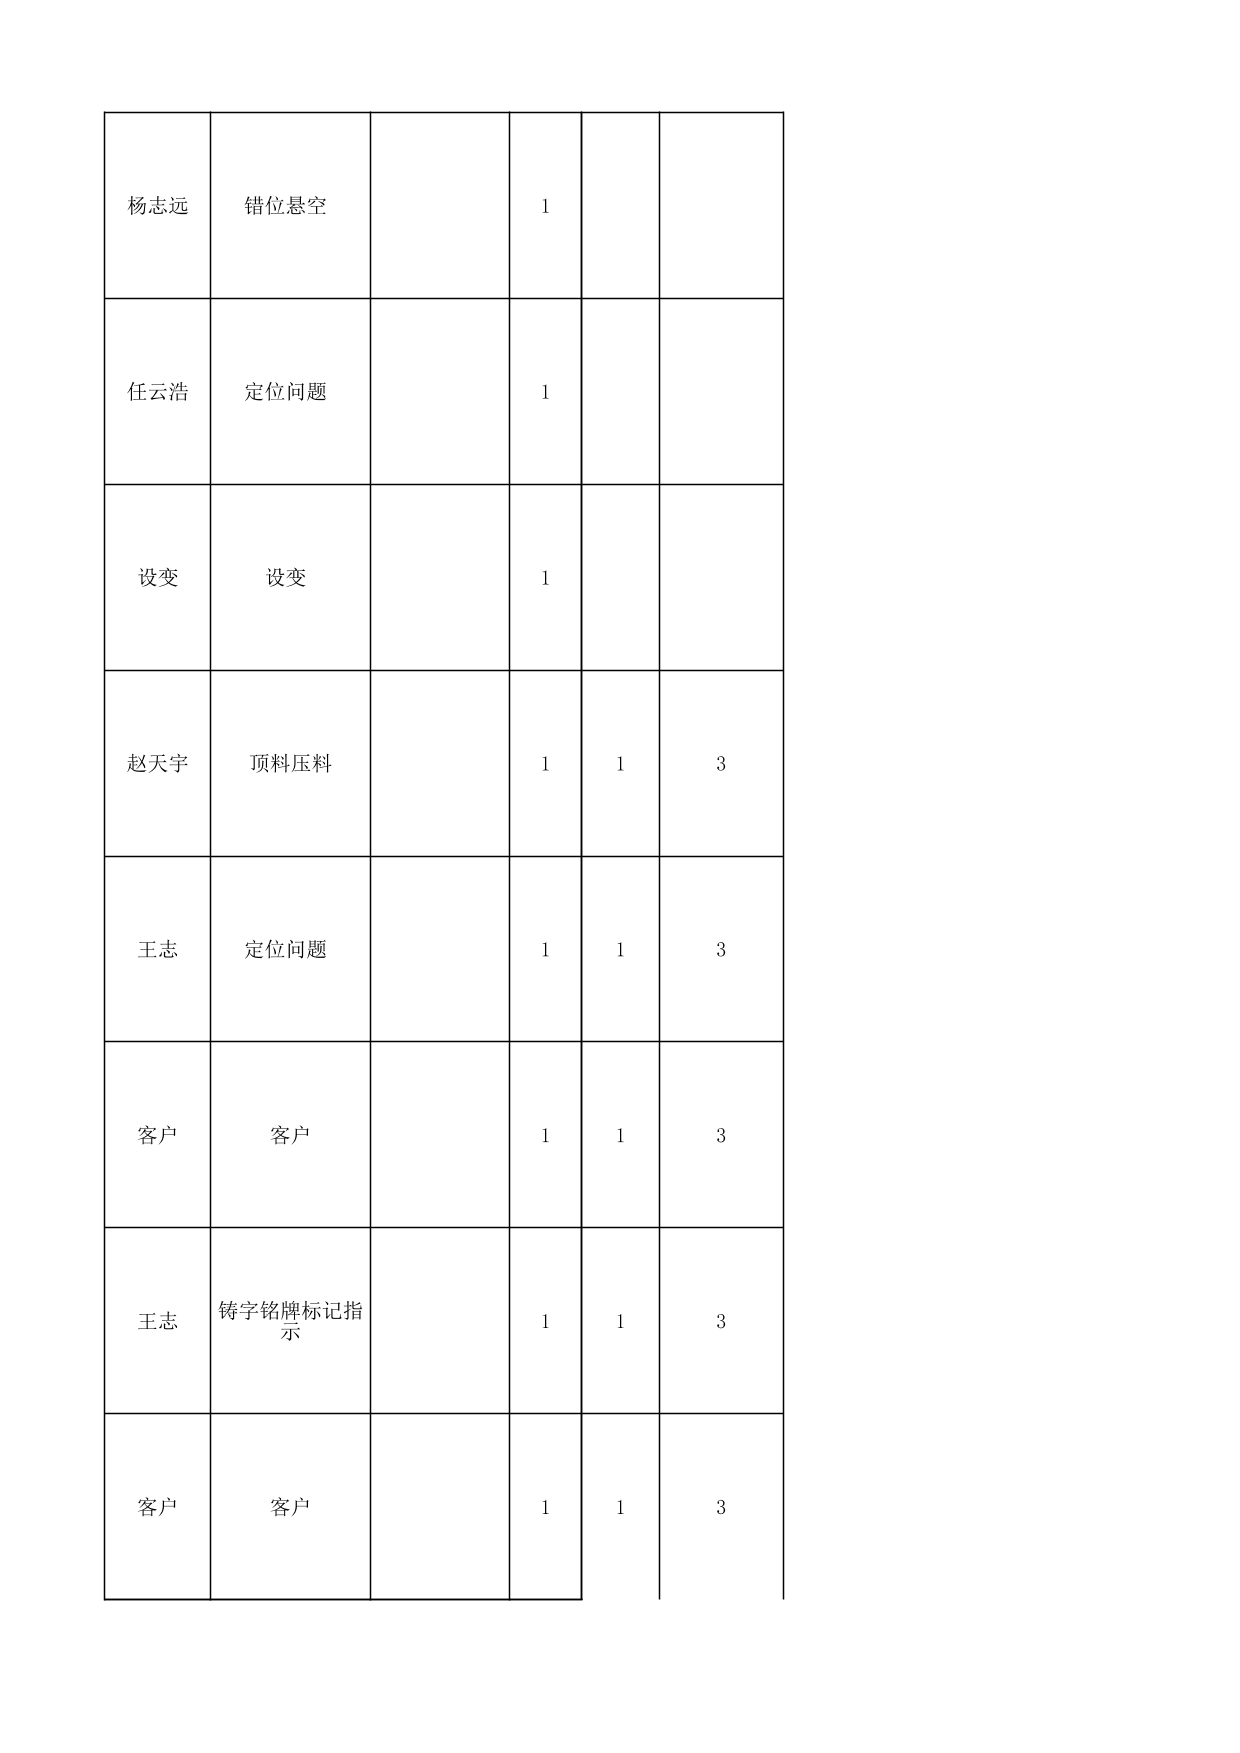 杨志远 错位悬空 1
任云浩 定位问题 1
设变 设变 1
赵天宇 顶料压料 1 1 3
王志 定位问题 1 1 3
客户 客户 1 1 3
王志 铸字铭牌标记指 1 1 3
示
客户 客户 1 1 3